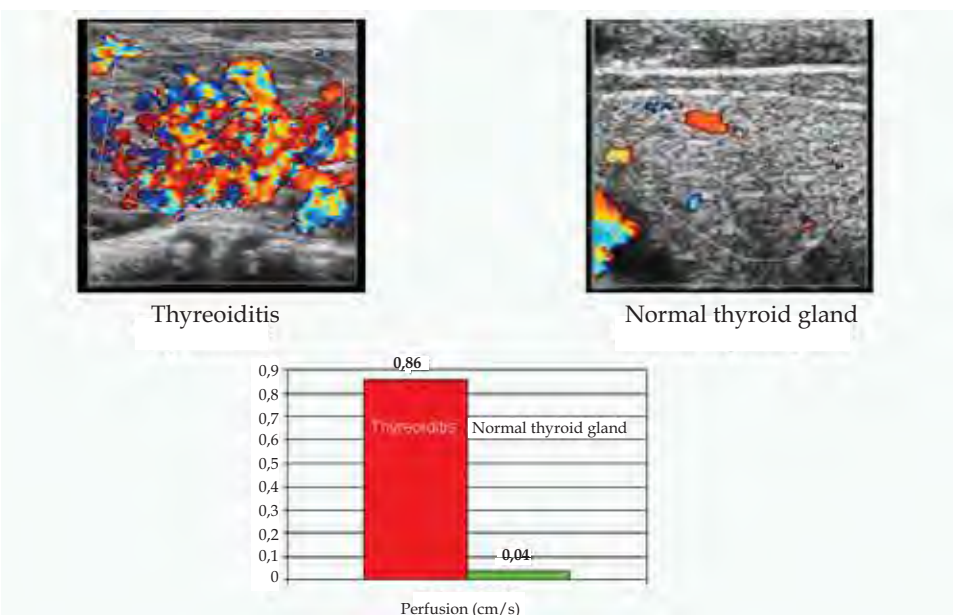 Thyreoiditis
Normal thyroid gland
0,86
0,9
0,8
0,7
0,6
0,5
0,4
0,3
0,2
0,1
0
Thyreoiditis
Normal thyroid gland
0,04
Perfusion (cm/s)